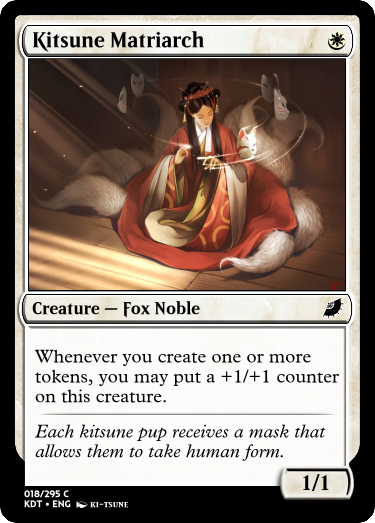 Kitsune Matriarch
Creature — Fox Noble
Whenever you create one or more
tokens, you may put a +1/+1 counter
on this creature.
Each kitsune pup receives a mask that
allows them to take human form.
1/1
018/295 C
KDT • ENG KI-TSUNE